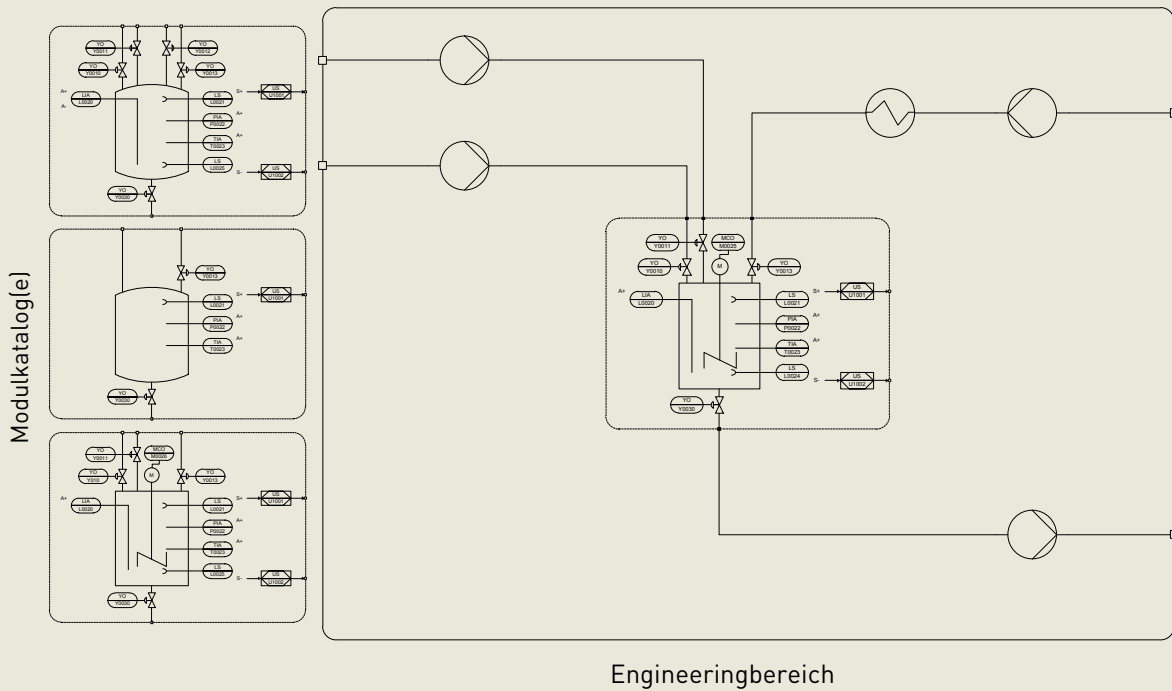 Modulkatalog(e)
YO
Y0011
YO
Y0012
YO
Y0010
YO
Y0013
A+
A-
LIA
L0020
LS
L0021
PIA
P0022
A+
TIA
T0023
A+
LS
L0025
S+
US
U1001
S-
US
U1002
YO
Y0030
YO
Y0013
LS
L0021
PIA
P0022
A+
TIA
T0023
A+
S+
US
U1001
YO
Y0030
YO
Y0011
MCO
M0026
YO
Y010
M
YO
Y0013
A+
LIA
L0020
LS
L0021
PIA
P0022
A+
TIA
T0023
A+
LS
L0025
S+
US
U1001
S-
US
U1002
YO
Y0030
YO
Y0011
MCO
M0025
YO
Y0010
M
YO
Y0013
A+
LIA
L0020
LS
L0021
PIA
P0022
A+
TIA
T0023
A+
LS
L0024
S+
US
U1001
S-
US
U1002
YO
Y0030
Engineeringbereich